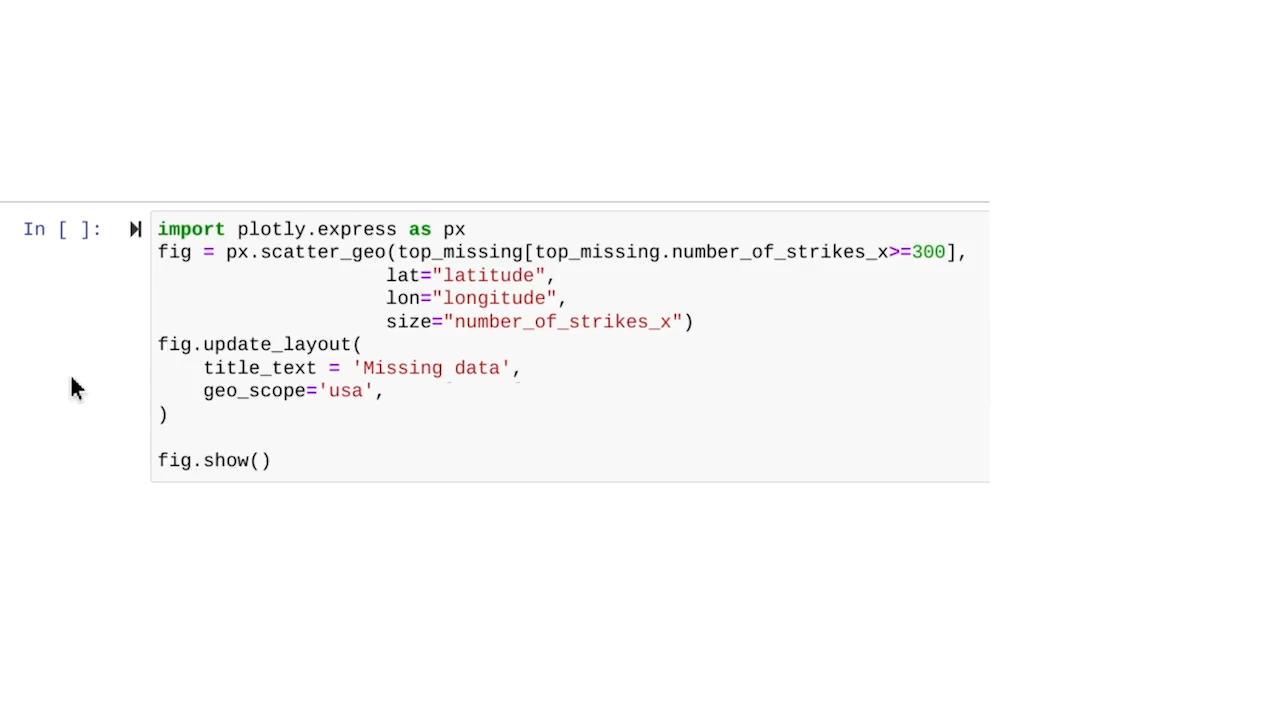 In [ ]:
import plotly.express as px
fig = px.scatter_geo(top_missing[top_missing.number_of_strikes_x>=300],
                    lat="latitude",
                    lon="longitude",
                    size="number_of_strikes_x")
fig.update_layout(
    title_text = 'Missing data',
    geo_scope='usa',
)
fig.show()